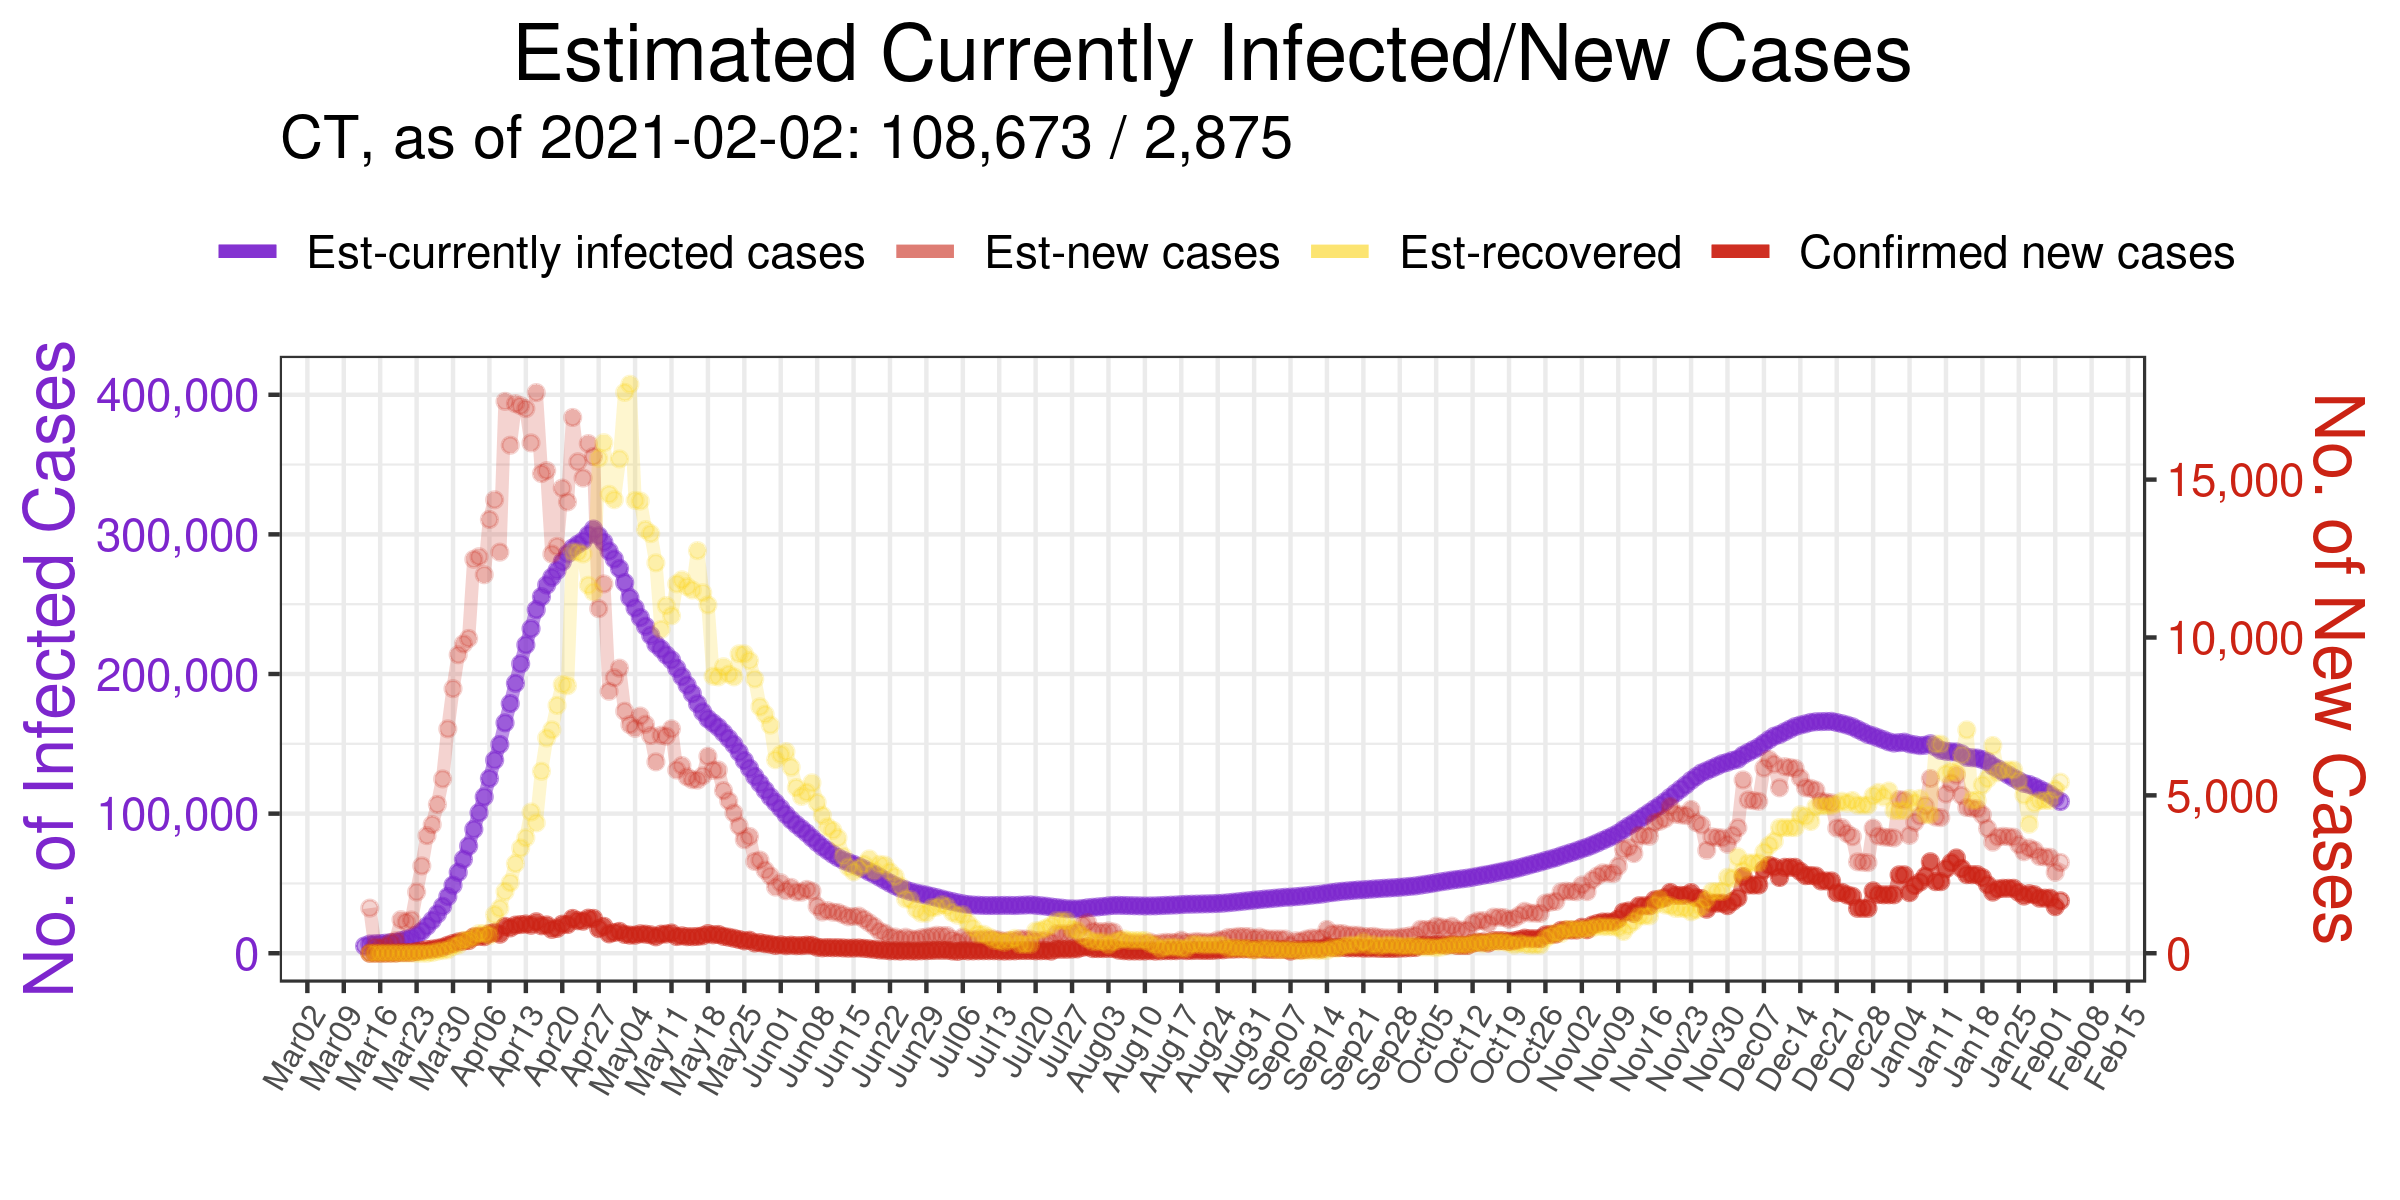 Estimated Currently Infected/New Cases
CT, as of 2021-02-02: 108,673 / 2,875
Est-currently infected cases Est-new cases Est-recovered Confirmed new cases
No. of Infected Cases
400,000
300,000
200,000
100,000
0
15,000
10,000
5,000
0
No. of New Cases
Mar02
Mar09
Mar16
Mar23
Mar30
Apr06
Apr13
Apr20
Apr27
May04
May11
May18
May25
Jun01
Jun08
Jun15
Jun22
Jun29
Jul06
Jul13
Jul20
Jul27
Aug03
Aug10
Aug17
Aug24
Aug31
Sep07
Sep14
Sep21
Sep28
Oct05
Oct12
Oct19
Oct26
Nov02
Nov09
Nov16
Nov23
Nov30
Dec07
Dec14
Dec21
Dec28
Jan04
Jan11
Jan18
Jan25
Feb01
Feb08
Feb15